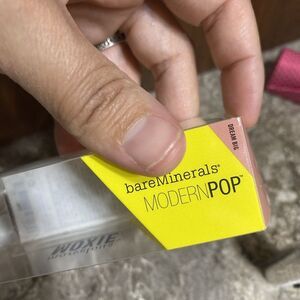 bareMinerals®
MODERNPOP™
DREAM BIG
MOXIE